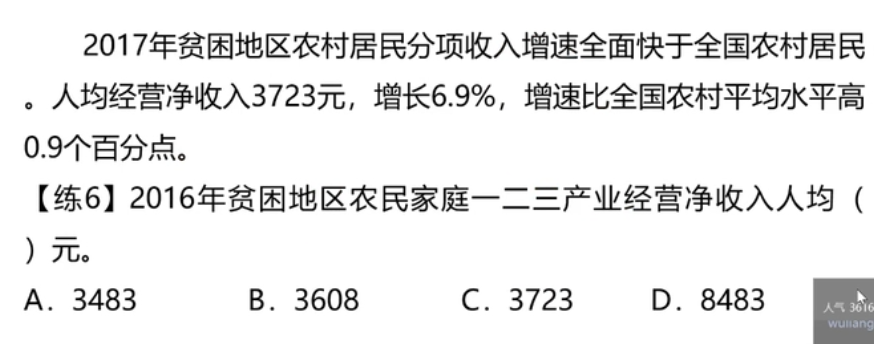 2017年贫困地区农村居民分项收入增速全面快于全国农村居民
。人均经营净收入3723元，增长6.9%，增速比全国农村平均水平高
0.9个百分点。
【练6】2016年贫困地区农民家庭一二三产业经营净收入人均（
）元。
A．3483 B．3608 C．3723 D．8483
人气 3616
wuliang